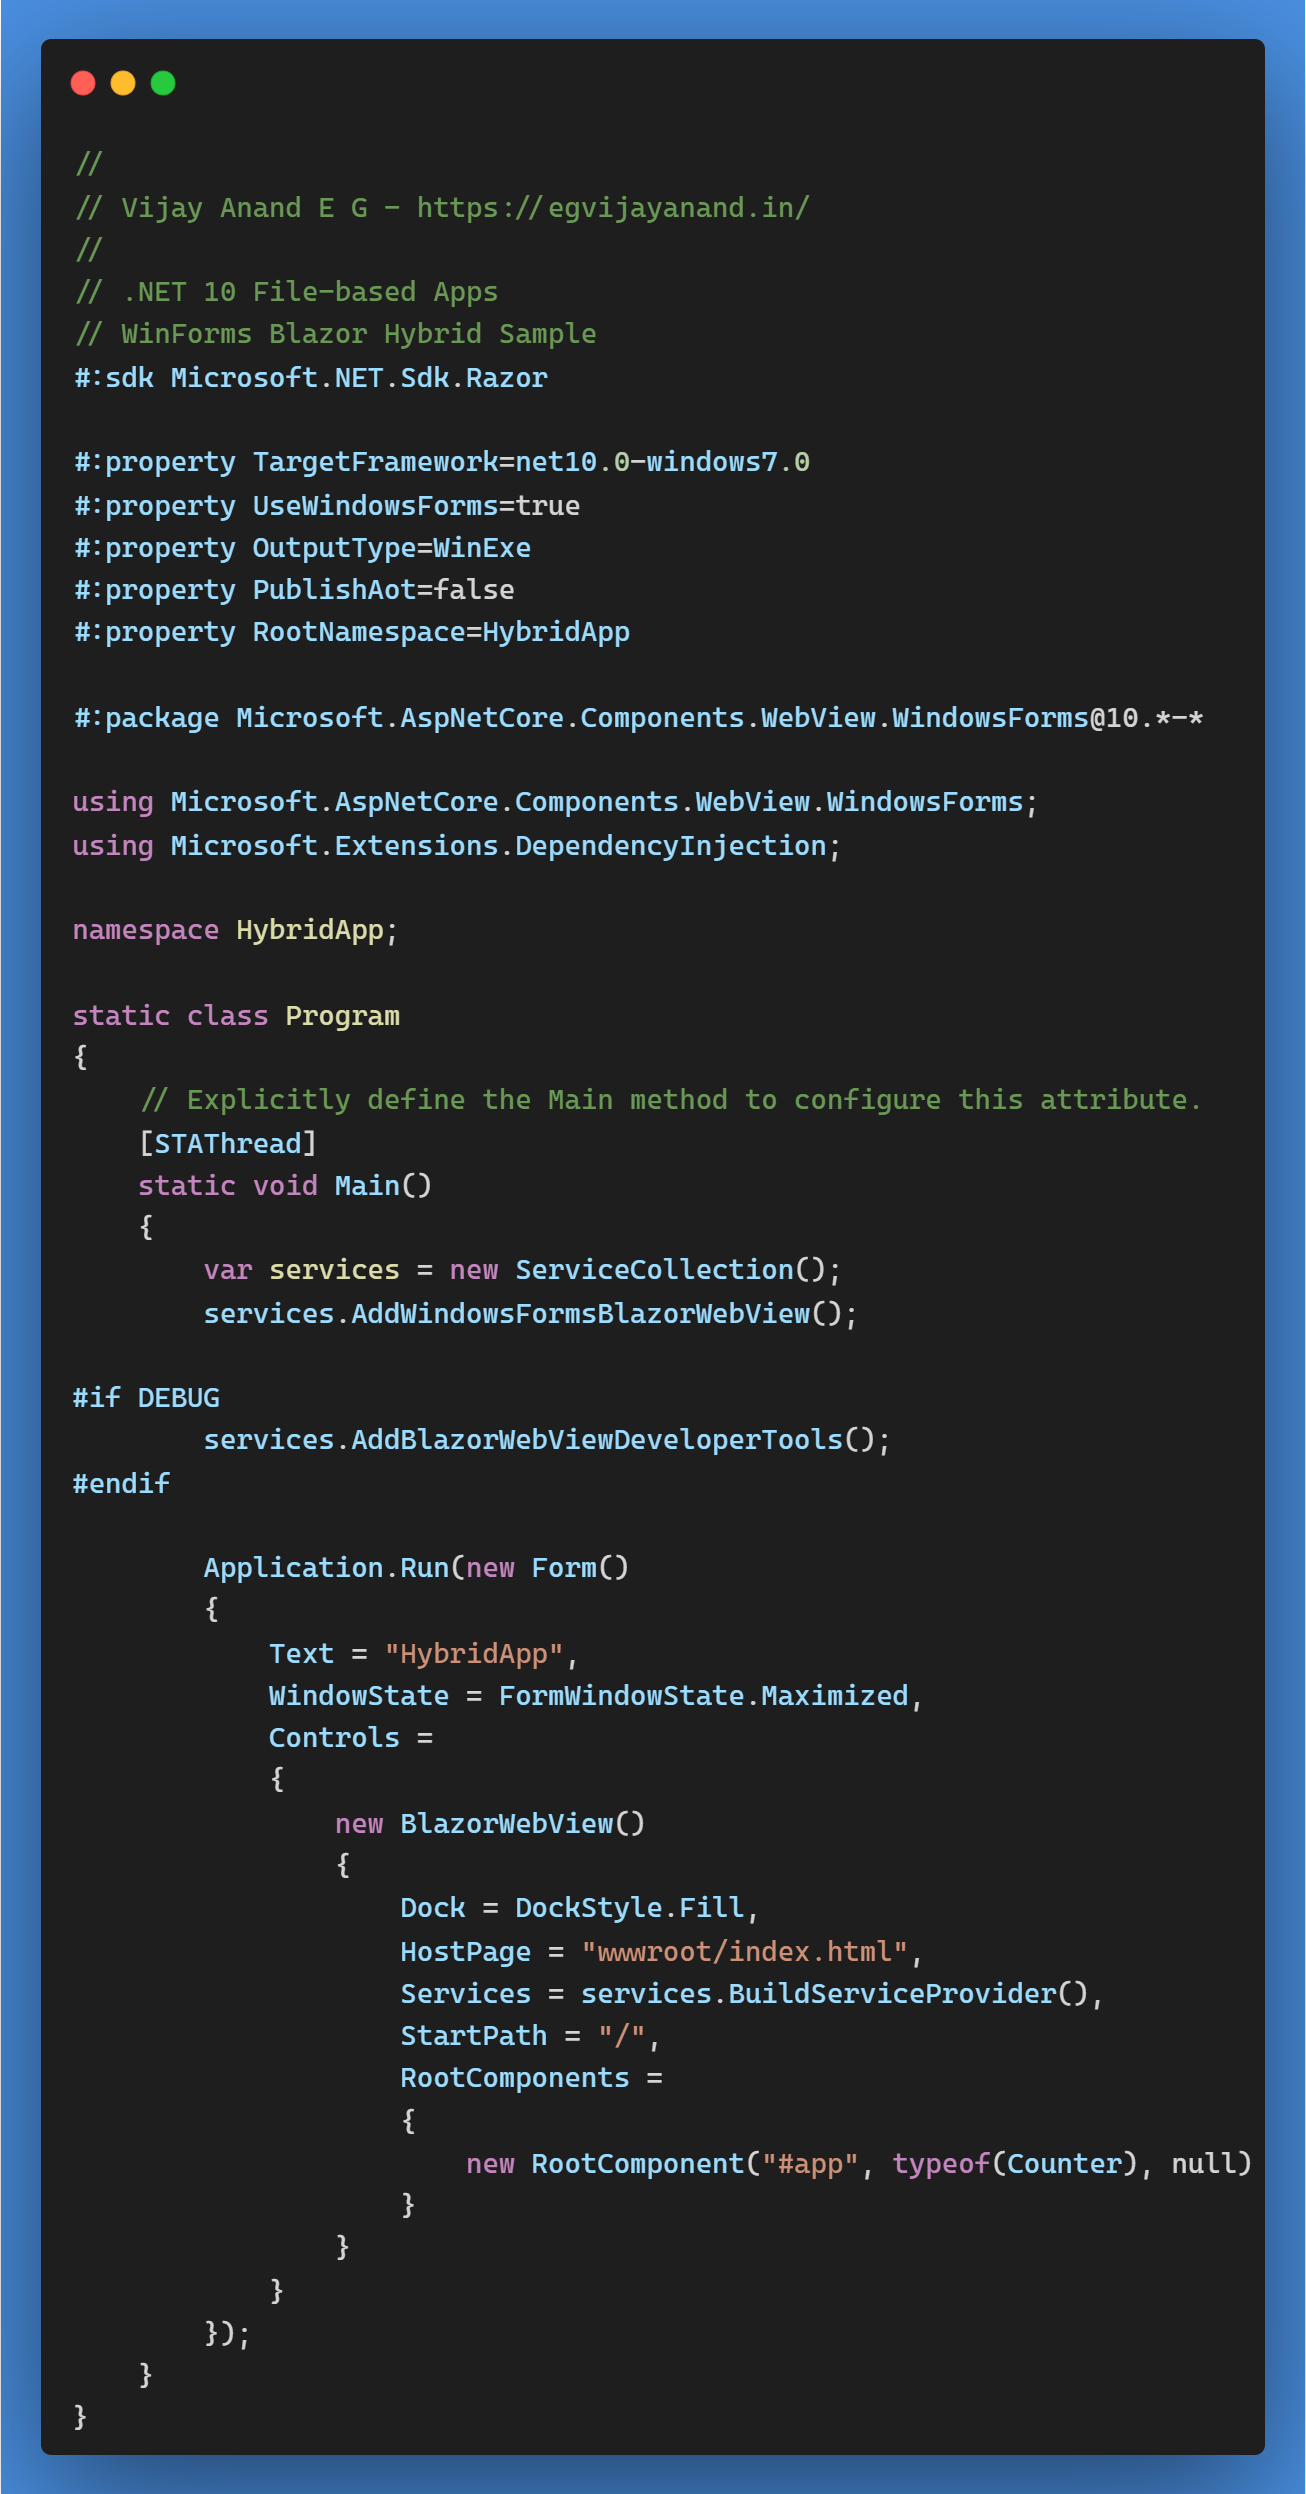 //
// Vijay Anand E G - https://egvijayanand.in/
//
// .NET 10 File-based Apps
// WinForms Blazor Hybrid Sample
#:sdk Microsoft.NET.Sdk.Razor

#:property TargetFramework=net10.0-windows7.0
#:property UseWindowsForms=true
#:property OutputType=WinExe
#:property PublishAot=false
#:property RootNamespace=HybridApp

#:package Microsoft.AspNetCore.Components.WebView.WindowsForms@10.*-*

using Microsoft.AspNetCore.Components.WebView.WindowsForms;
using Microsoft.Extensions.DependencyInjection;

namespace HybridApp;

static class Program
{
    // Explicitly define the Main method to configure this attribute.
    [STAThread]
    static void Main()
    {
        var services = new ServiceCollection();
        services.AddWindowsFormsBlazorWebView();

#if DEBUG
        services.AddBlazorWebViewDeveloperTools();
#endif

        Application.Run(new Form()
        {
            Text = "HybridApp",
            WindowState = FormWindowState.Maximized,
            Controls =
            {
                new BlazorWebView()
                {
                    Dock = DockStyle.Fill,
                    HostPage = "wwwroot/index.html",
                    Services = services.BuildServiceProvider(),
                    StartPath = "/",
                    RootComponents =
                    {
                        new RootComponent("#app", typeof(Counter), null)
                    }
                }
            }
        });
    }
}